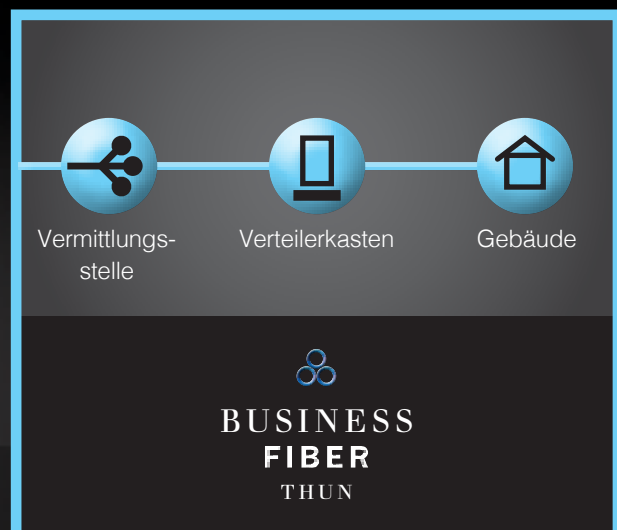 Vermittlungs-
stelle
Verteilerkasten
Gebäude
BUSINESS
FIBER
THUN